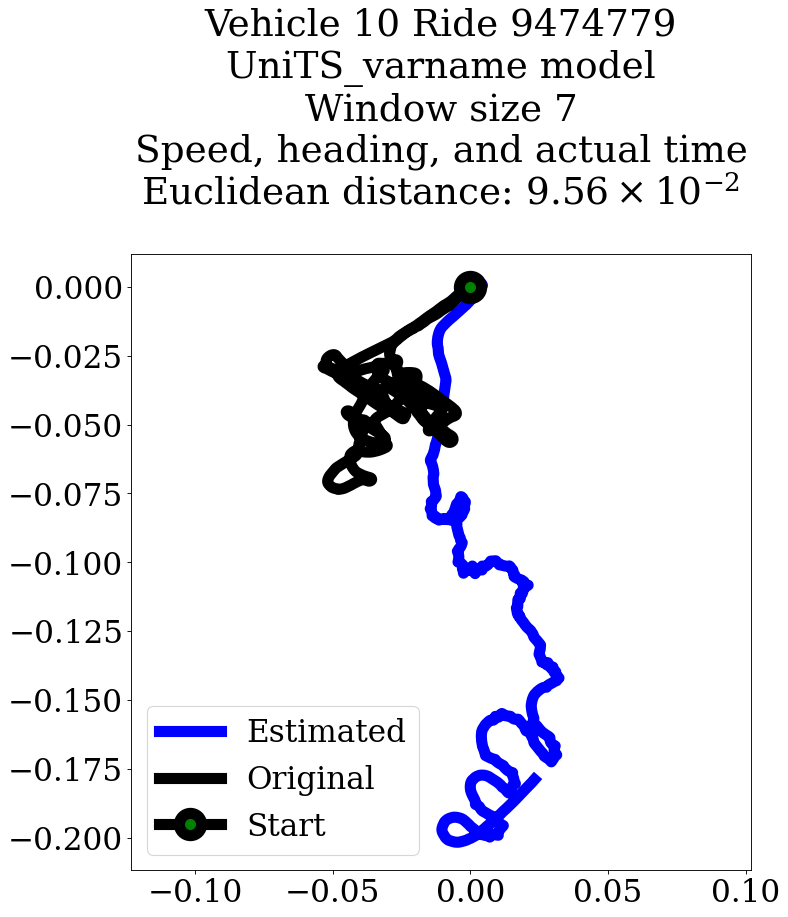 Vehicle 10 Ride 9474779
UniTS_varname model
Window size 7
Speed, heading, and actual time
Euclidean distance: 9.56 × 10⁻²
0.000
−0.025
−0.050
−0.075
−0.100
−0.125
−0.150
−0.175
−0.200
Estimated
Original
Start
−0.10 −0.05 0.00 0.05 0.10